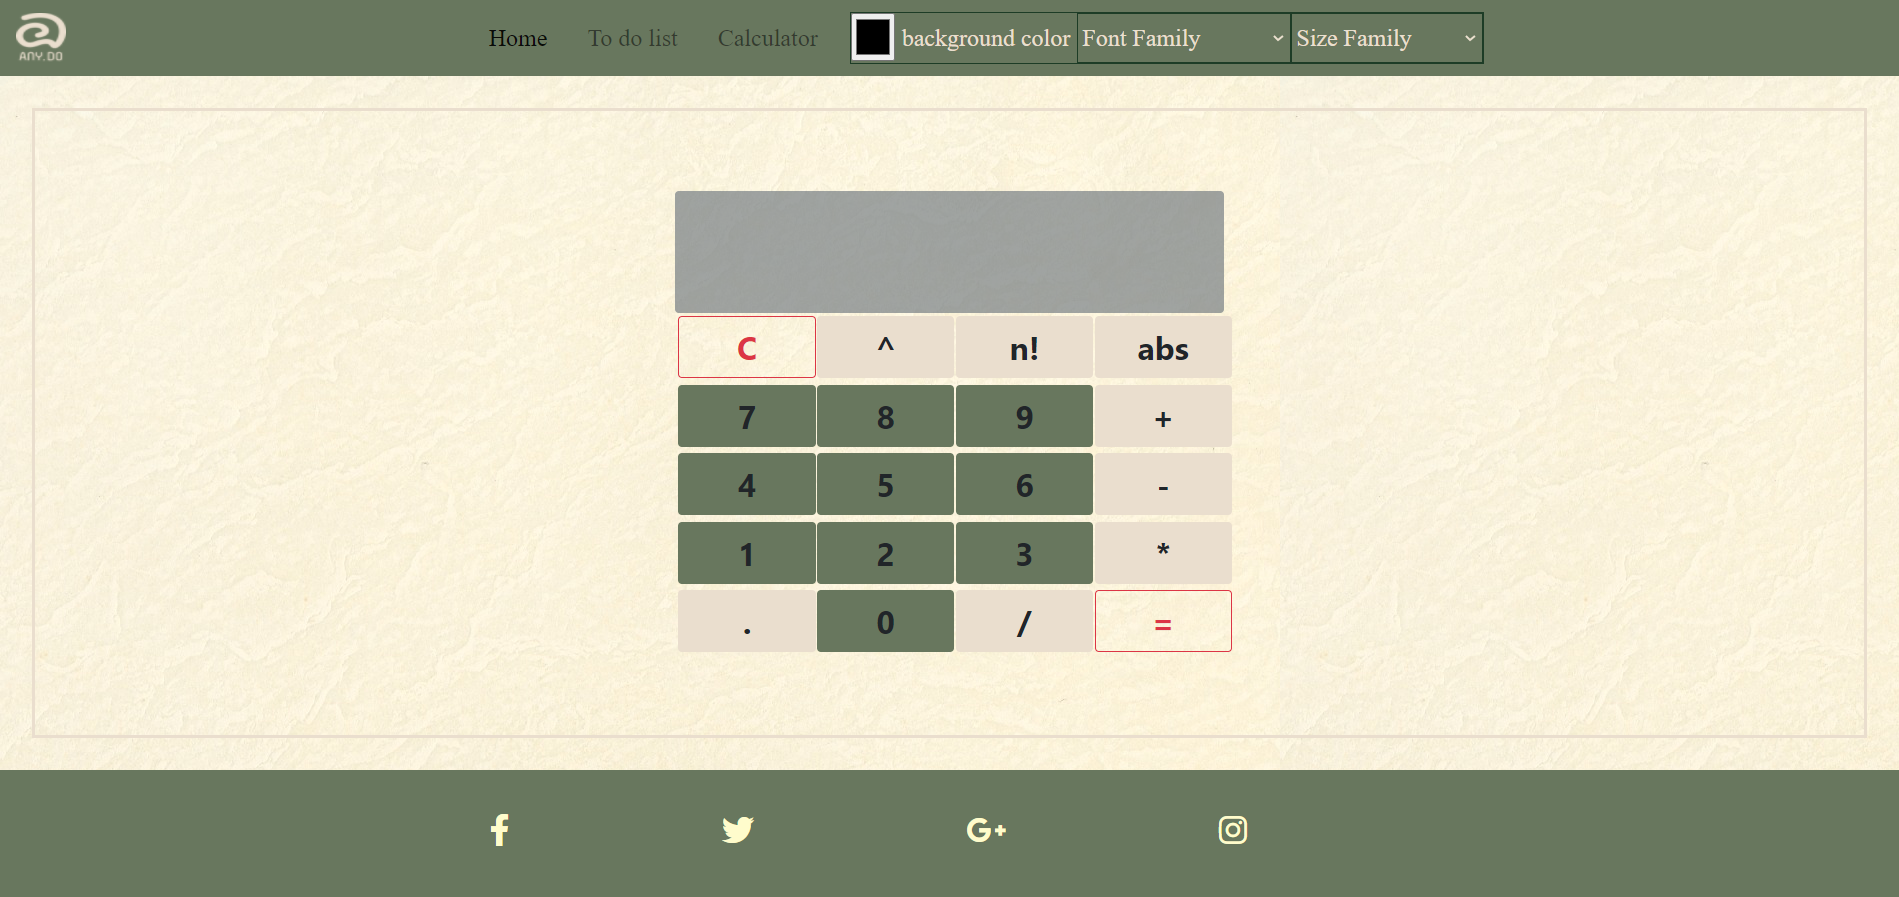 ANY.DO
Home To do list Calculator background color Font Family Size Family
C ^ n! abs
7 8 9 +
4 5 6 -
1 2 3 *
. 0 / =
G+